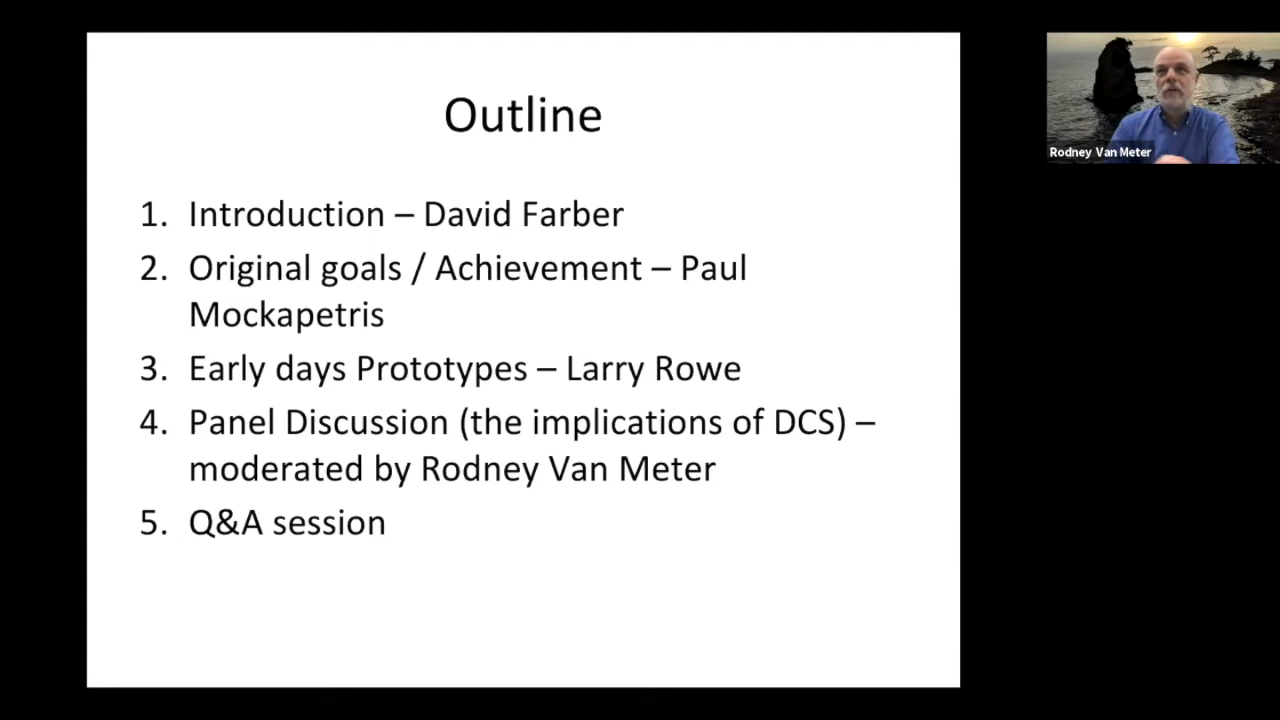 Outline
1. Introduction – David Farber
2. Original goals / Achievement – Paul
Mockapetris
3. Early days Prototypes – Larry Rowe
4. Panel Discussion (the implications of DCS) –
moderated by Rodney Van Meter
5. Q&A session
Rodney Van Meter